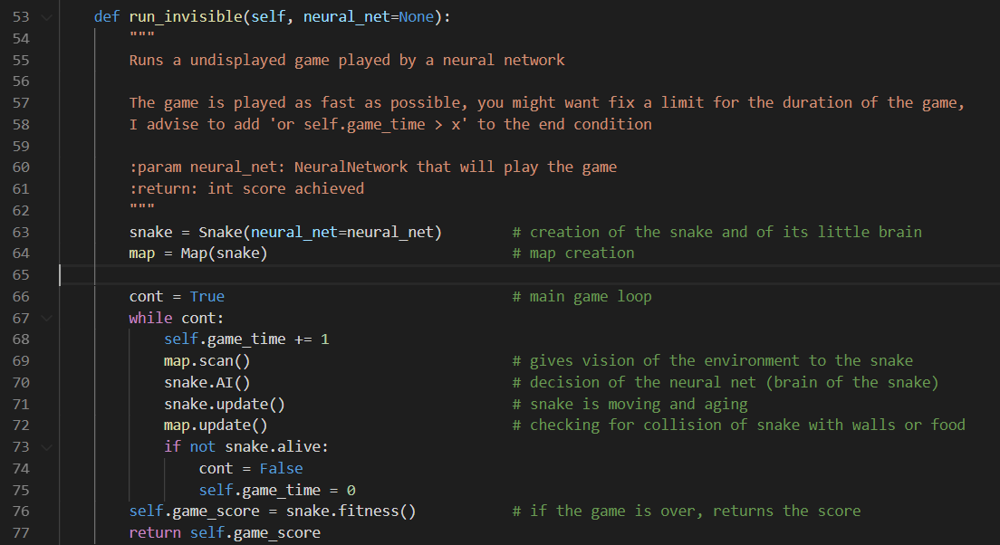 53 def run_invisible(self, neural_net=None):
54 """
55 Runs a undisplayed game played by a neural network
56
57 The game is played as fast as possible, you might want fix a limit for the duration of the game,
58 I advise to add 'or self.game_time > x' to the end condition
59
60 :param neural_net: NeuralNetwork that will play the game
61 :return: int score achieved
62 """
63 snake = Snake(neural_net=neural_net) # creation of the snake and of its little brain
64 map = Map(snake) # map creation
65
66 cont = True # main game loop
67 while cont:
68 self.game_time += 1
69 map.scan() # gives vision of the environment to the snake
70 snake.AI() # decision of the neural net (brain of the snake)
71 snake.update() # snake is moving and aging
72 map.update() # checking for collision of snake with walls or food
73 if not snake.alive:
74 cont = False
75 self.game_time = 0
76 self.game_score = snake.fitness() # if the game is over, returns the score
77 return self.game_score